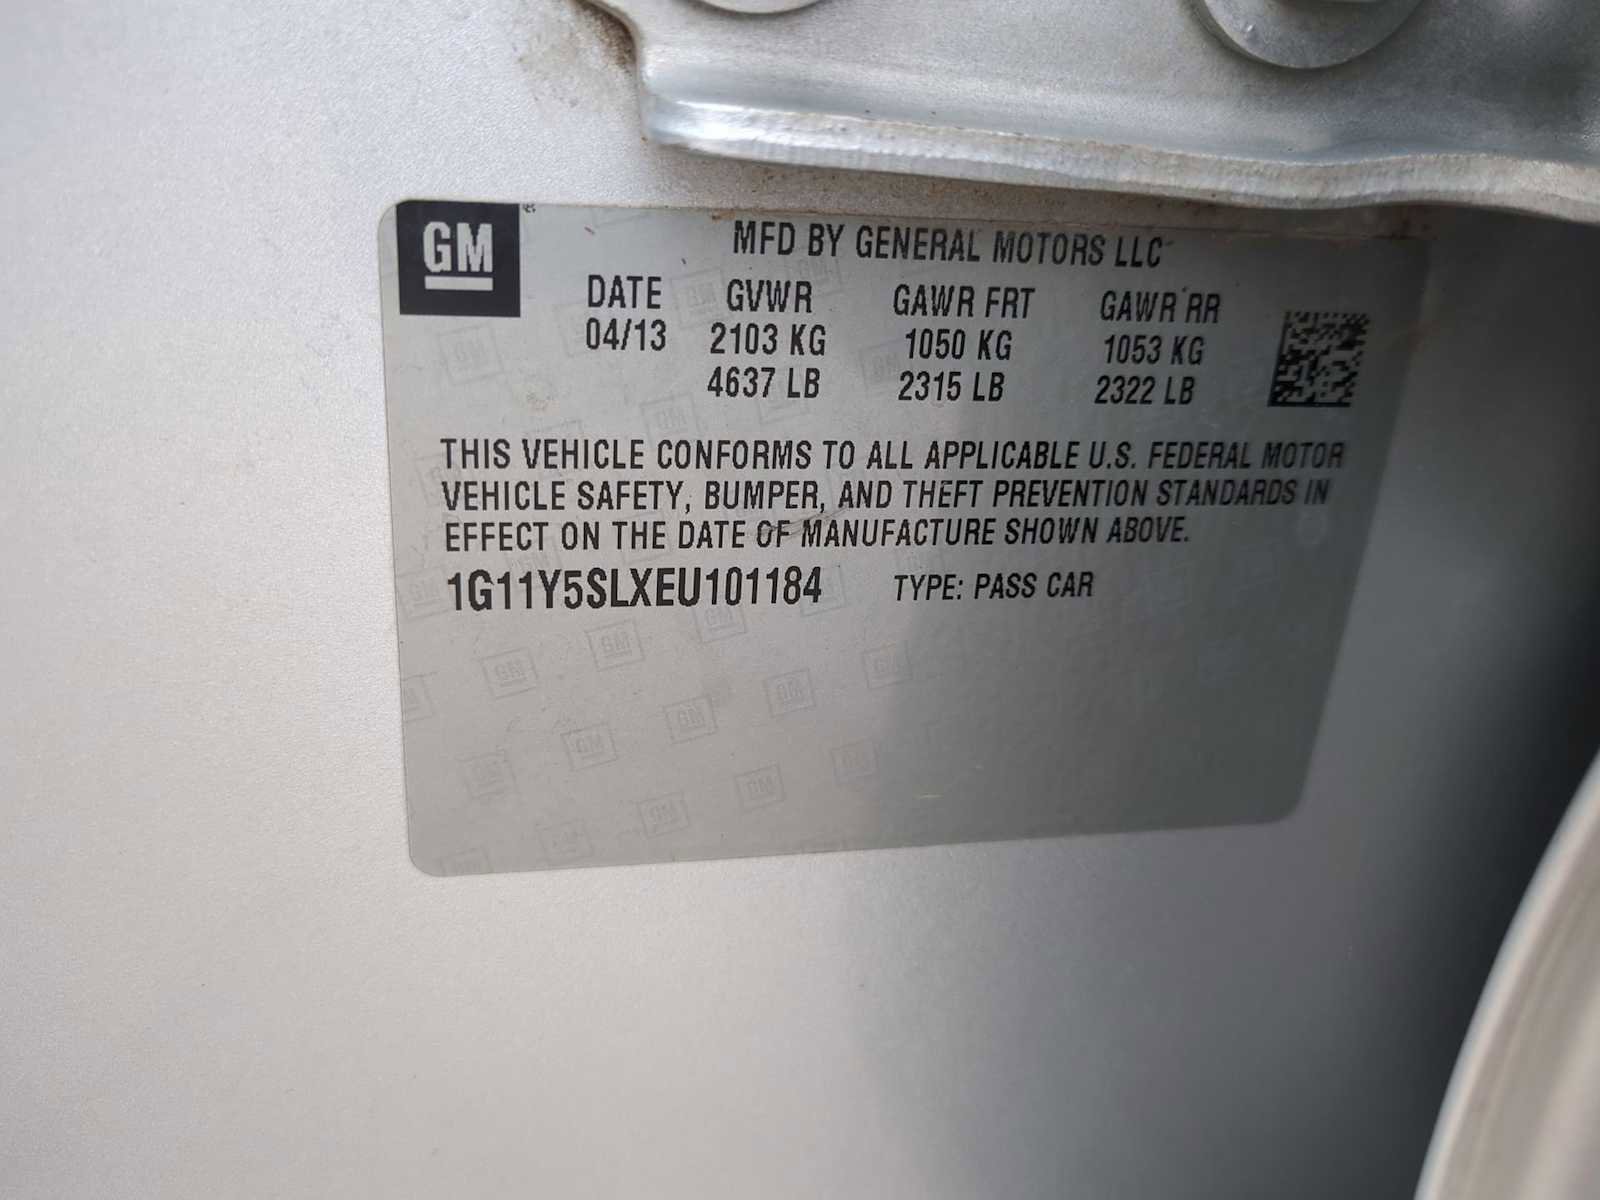 GM
MFD BY GENERAL MOTORS LLC
DATE GVWR GAWR FRT GAWR RR
04/13 2103 KG 1050 KG 1053 KG
4637 LB 2315 LB 2322 LB
THIS VEHICLE CONFORMS TO ALL APPLICABLE U.S. FEDERAL MOTOR
VEHICLE SAFETY, BUMPER, AND THEFT PREVENTION STANDARDS IN
EFFECT ON THE DATE OF MANUFACTURE SHOWN ABOVE.
1G11Y5SLXEU101184 TYPE: PASS CAR